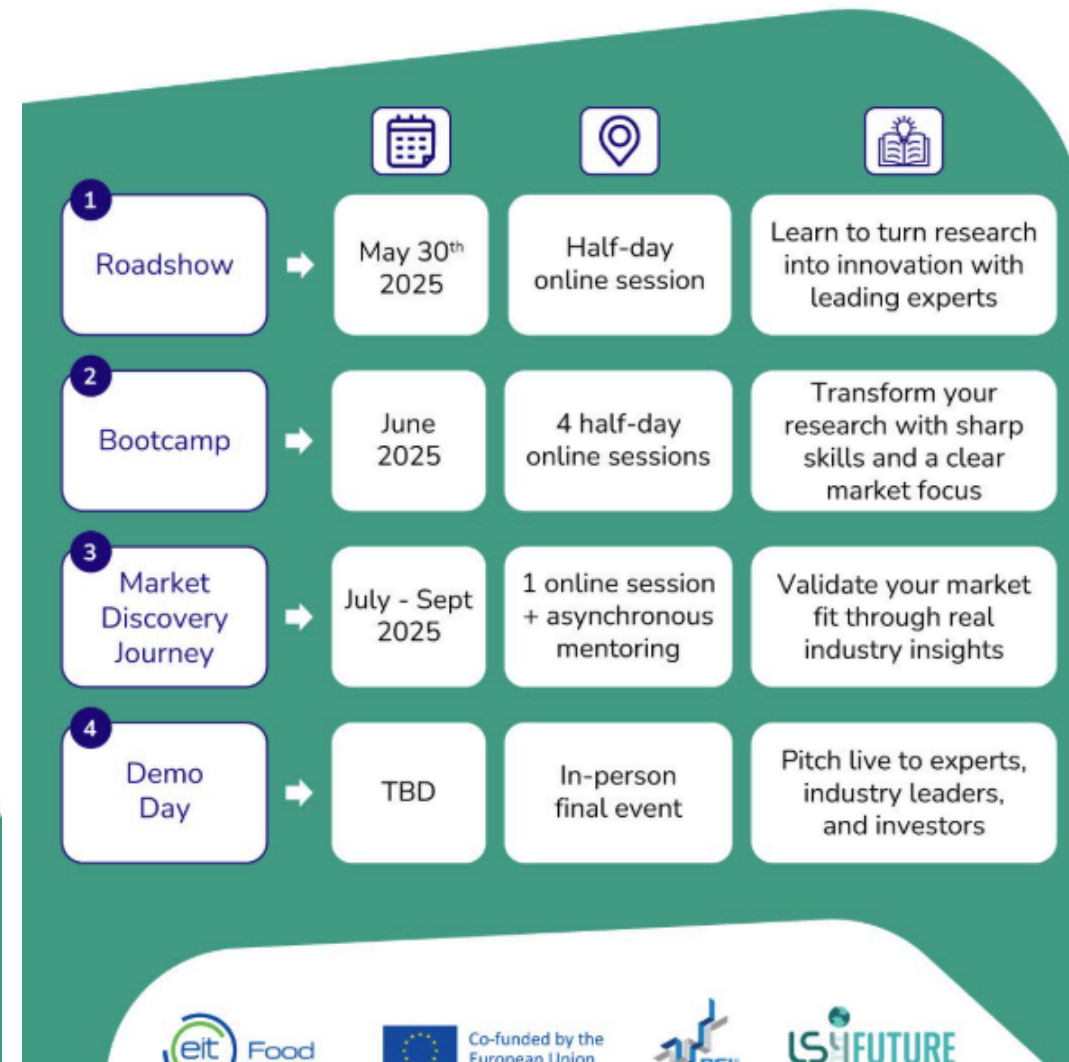 1
Roadshow
May 30th
2025
Half-day
online session
Learn to turn research
into innovation with
leading experts
2
Bootcamp
June
2025
4 half-day
online sessions
Transform your
research with sharp
skills and a clear
market focus
3
Market
Discovery
Journey
July - Sept
2025
1 online session
+ asynchronous
mentoring
Validate your market
fit through real
industry insights
4
Demo
Day
TBD
In-person
final event
Pitch live to experts,
industry leaders,
and investors
eit Food
Co-funded by the
European Union
LS4FUTURE